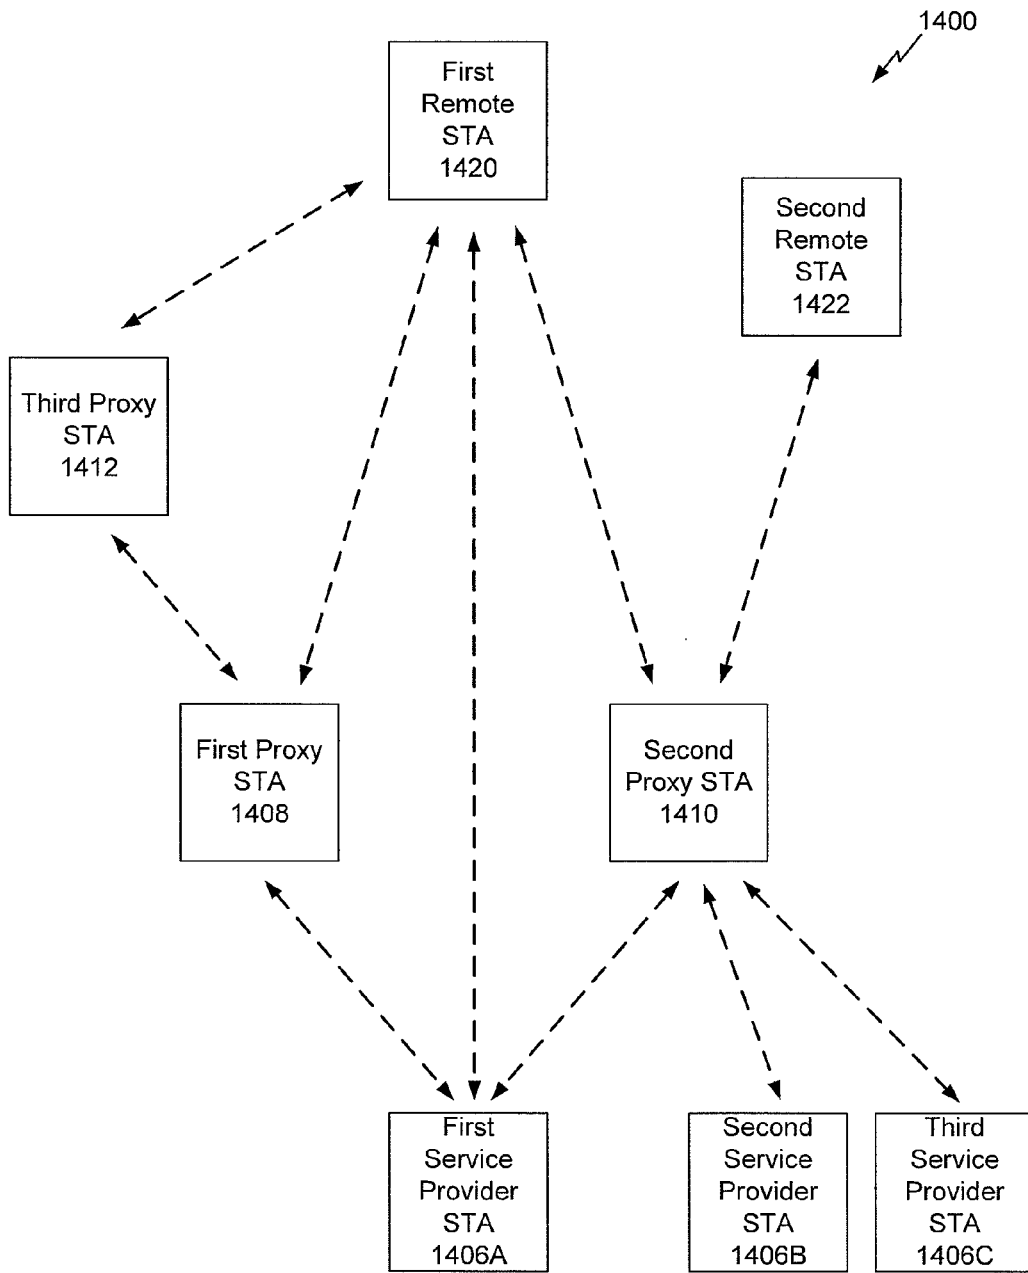 1400
First
Remote
STA
1420
Second
Remote
STA
1422
Third Proxy
STA
1412
First Proxy
STA
1408
Second
Proxy STA
1410
First
Service
Provider
STA
1406A
Second
Service
Provider
STA
1406B
Third
Service
Provider
STA
1406C